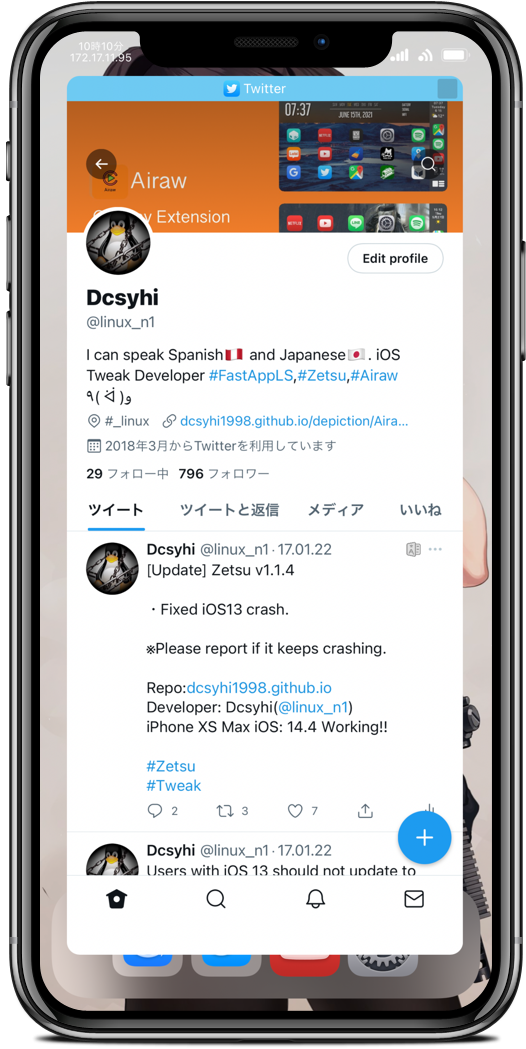 10時10分
172.17.11.95
Twitter
07:37
JUNE 15TH, 2021
Airaw
Extension
Edit profile
Dcsyhi
@linux_n1
I can speak Spanish🇵🇪 and Japanese🇯🇵. iOS
Tweak Developer #FastAppLS,#Zetsu,#Airaw
٩( ᐛ )و
#_linux dcsyhi1998.github.io/depiction/Aira...
2018年3月からTwitterを利用しています
29 フォロー中 796 フォロワー
ツイート ツイートと返信 メディア いいね
Dcsyhi @linux_n1 · 17.01.22
[Update] Zetsu v1.1.4
・Fixed iOS13 crash.
※Please report if it keeps crashing.
Repo:dcsyhi1998.github.io
Developer: Dcsyhi(@linux_n1)
iPhone XS Max iOS: 14.4 Working!!
#Zetsu
#Tweak
2 3 7
Dcsyhi @linux_n1 · 17.01.22
Users with iOS 13 should not update to